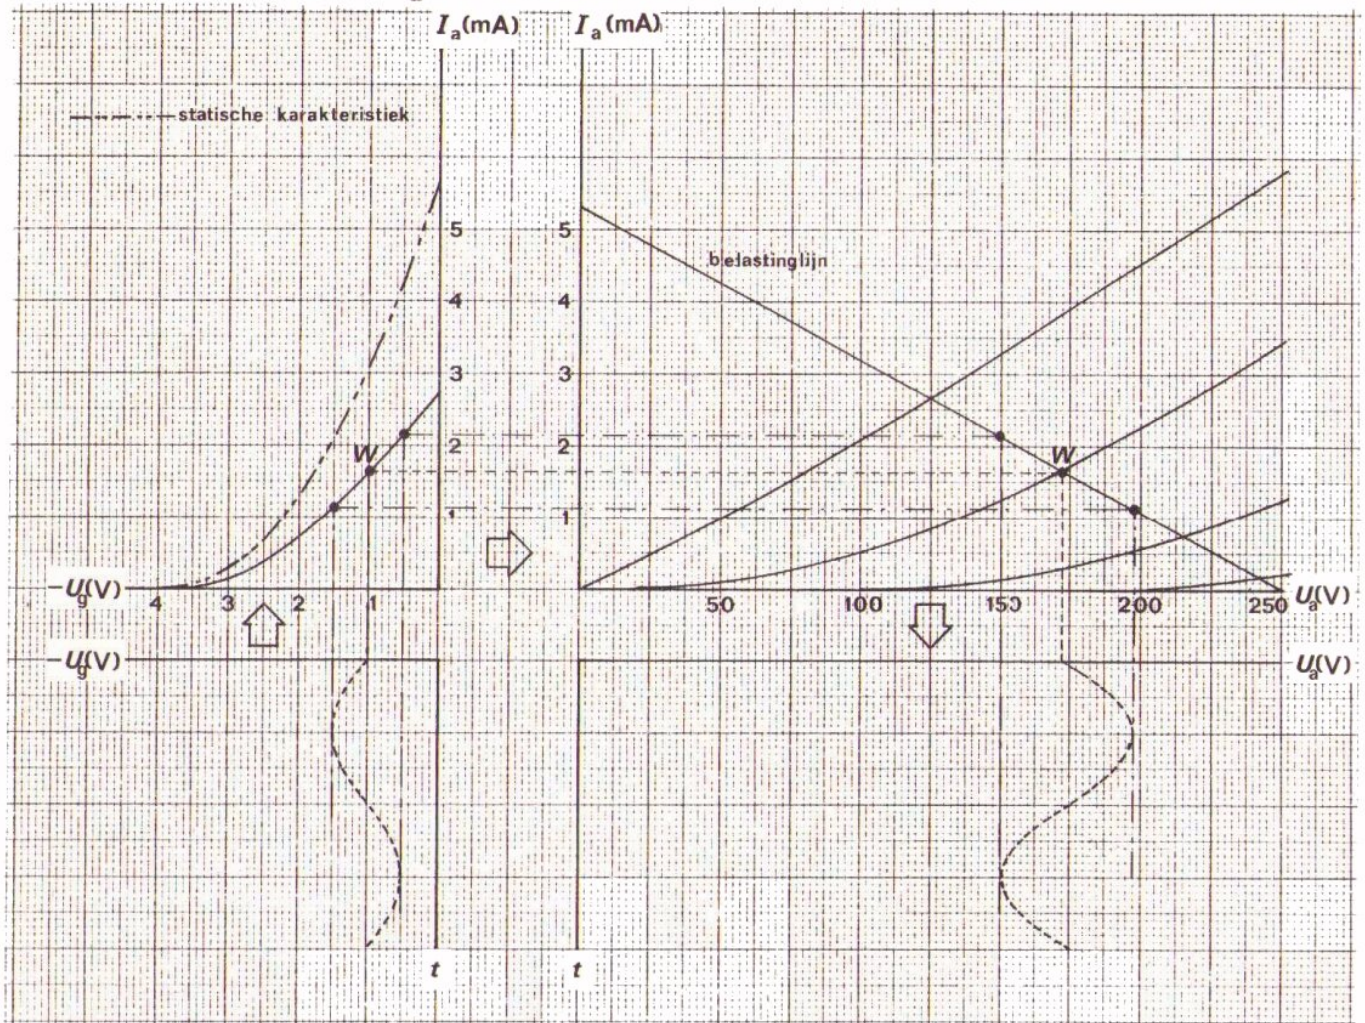 Ia(mA) Ia(mA)
statische karakteristiek
5 5
belastinglijn
4 4
3 3
2 2
W W
1 1
-Ug(V) 4 3 2 1 50 100 150 200 250 Ua(V)
-Ug(V) Ua(V)
t t